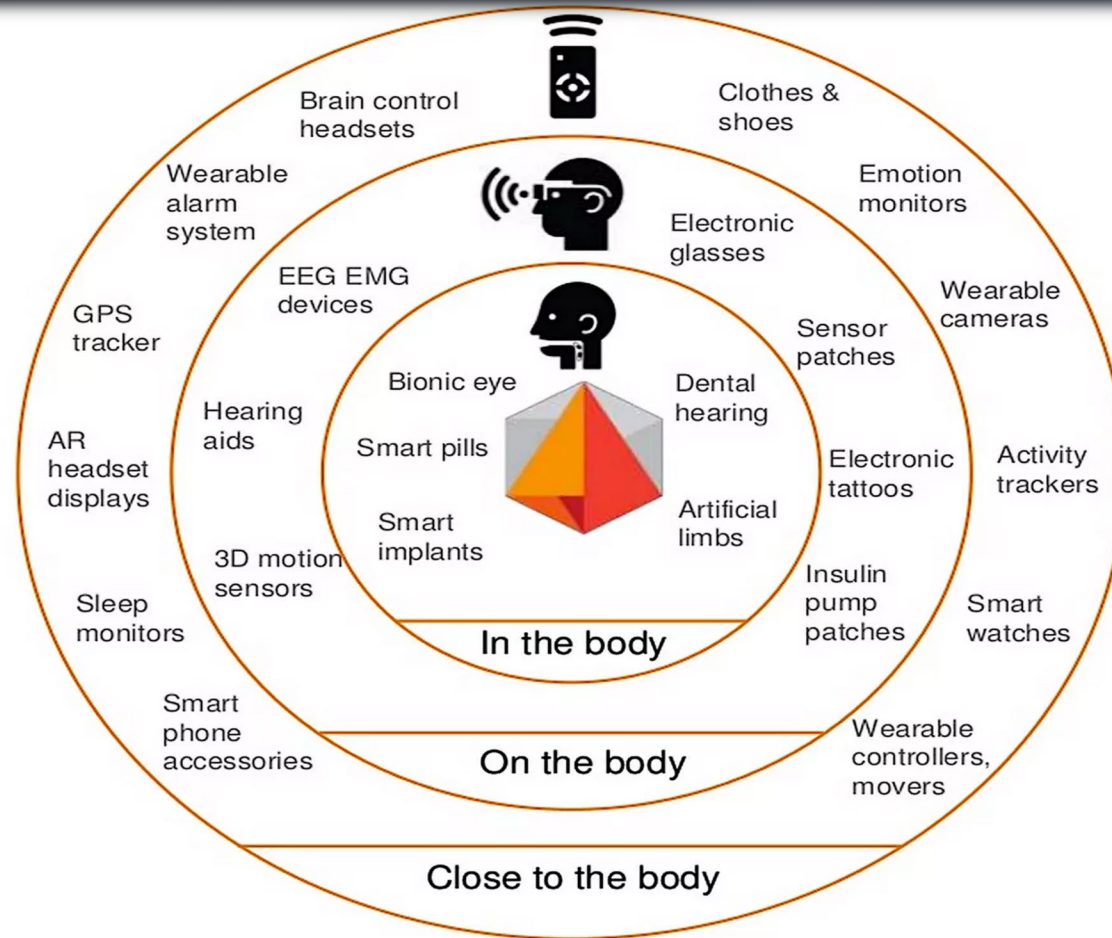 Brain control
headsets
Clothes &
shoes
Wearable
alarm
system
Emotion
monitors
Electronic
glasses
EEG EMG
devices
Wearable
cameras
GPS
tracker
Sensor
patches
Bionic eye
Dental
hearing
Hearing
aids
Smart pills
AR
headset
displays
Electronic
tattoos
Activity
trackers
Smart
implants
Artificial
limbs
3D motion
sensors
Insulin
pump
patches
Sleep
monitors
Smart
watches
In the body
Smart
phone
accessories
Wearable
controllers,
movers
On the body
Close to the body